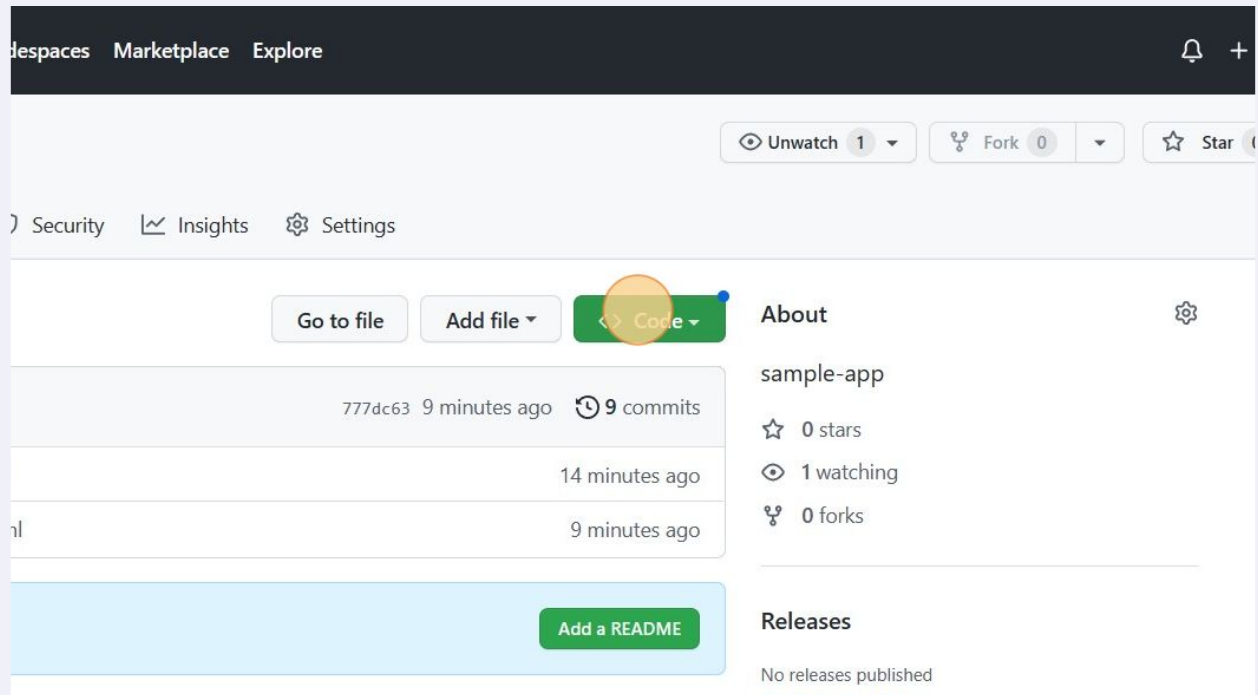 Marketplace Explore
Unwatch 1 Fork 0 Star
Security Insights Settings
Go to file Add file Code About
sample-app
777dc63 9 minutes ago 9 commits
0 stars
14 minutes ago
1 watching
9 minutes ago
0 forks
Add a README
Releases
No releases published